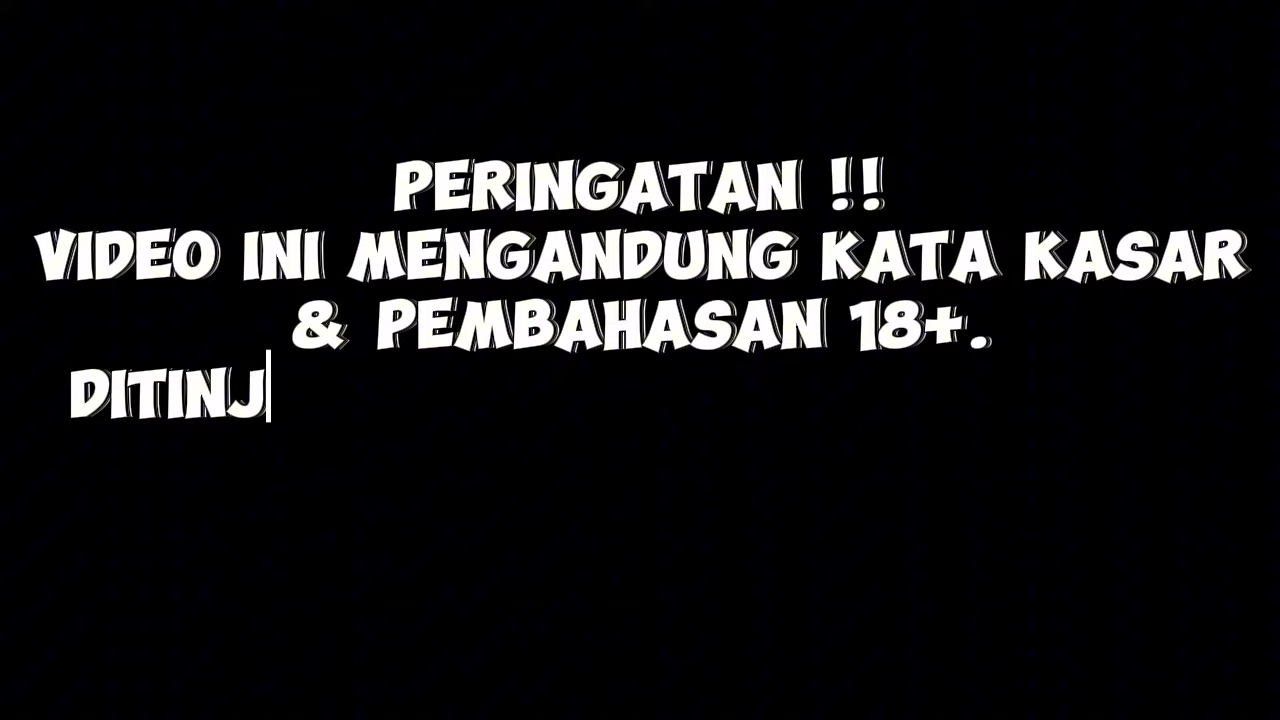 PERINGATAN !!
VIDEO INI MENGANDUNG KATA KASAR
& PEMBAHASAN 18+.
DITINJ